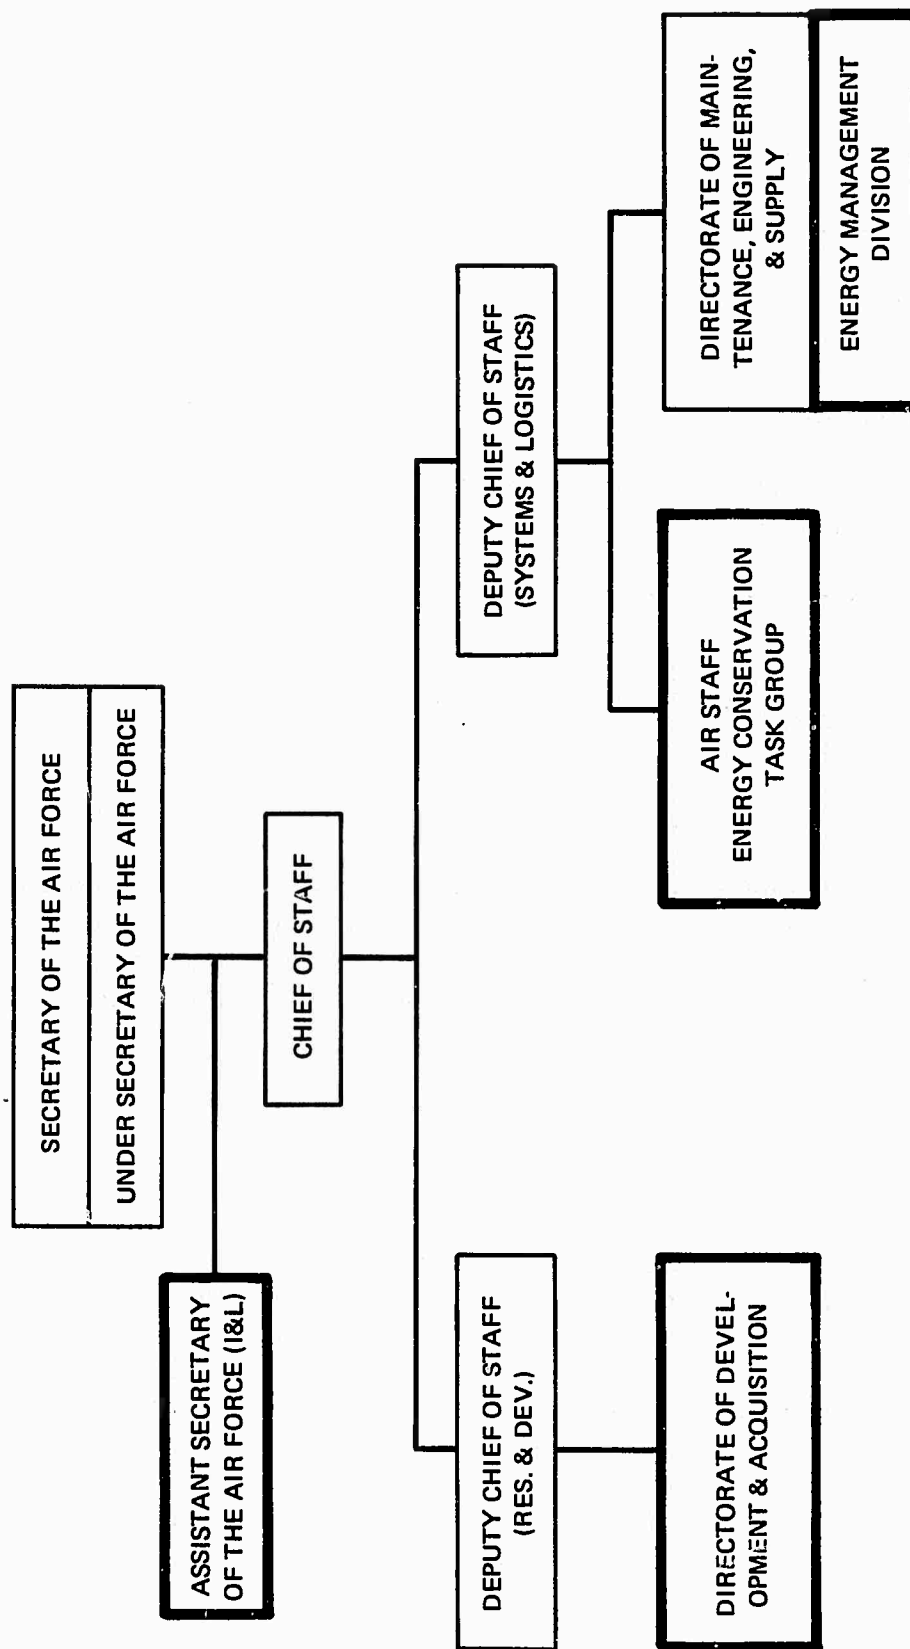 SECRETARY OF THE AIR FORCE
UNDER SECRETARY OF THE AIR FORCE
ASSISTANT SECRETARY
OF THE AIR FORCE (I&L)
CHIEF OF STAFF
DEPUTY CHIEF OF STAFF
(RES. & DEV.)
DEPUTY CHIEF OF STAFF
(SYSTEMS & LOGISTICS)
DIRECTORATE OF DEVEL-
OPMENT & ACQUISITION
AIR STAFF
ENERGY CONSERVATION
TASK GROUP
DIRECTORATE OF MAIN-
TENANCE, ENGINEERING,
& SUPPLY
ENERGY MANAGEMENT
DIVISION